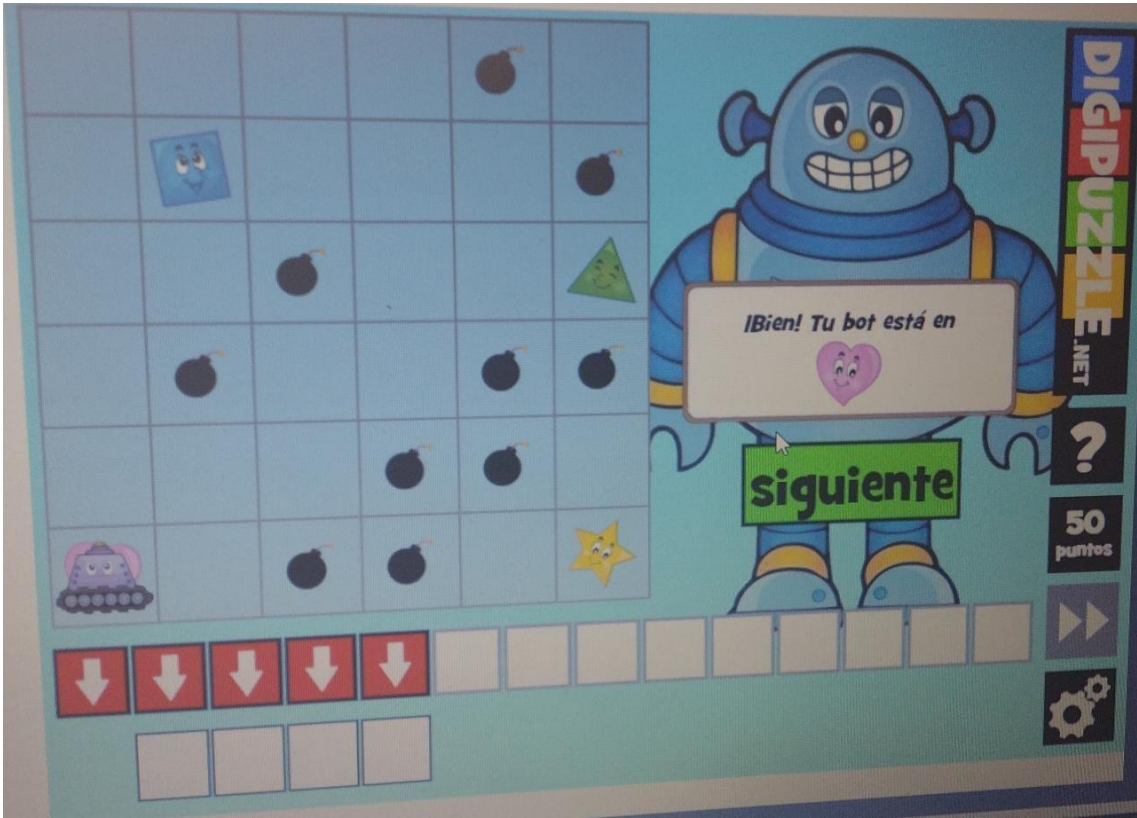 ¡Bien! Tu bot está en
siguiente
DIGIPUZZLE.NET
?
50
puntos